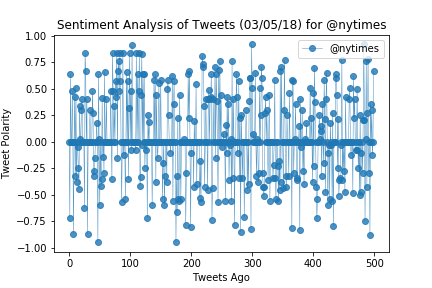 Sentiment Analysis of Tweets (03/05/18) for @nytimes
@nytimes
Tweet Polarity
1.00
0.75
0.50
0.25
0.00
−0.25
−0.50
−0.75
−1.00
0 100 200 300 400 500
Tweets Ago